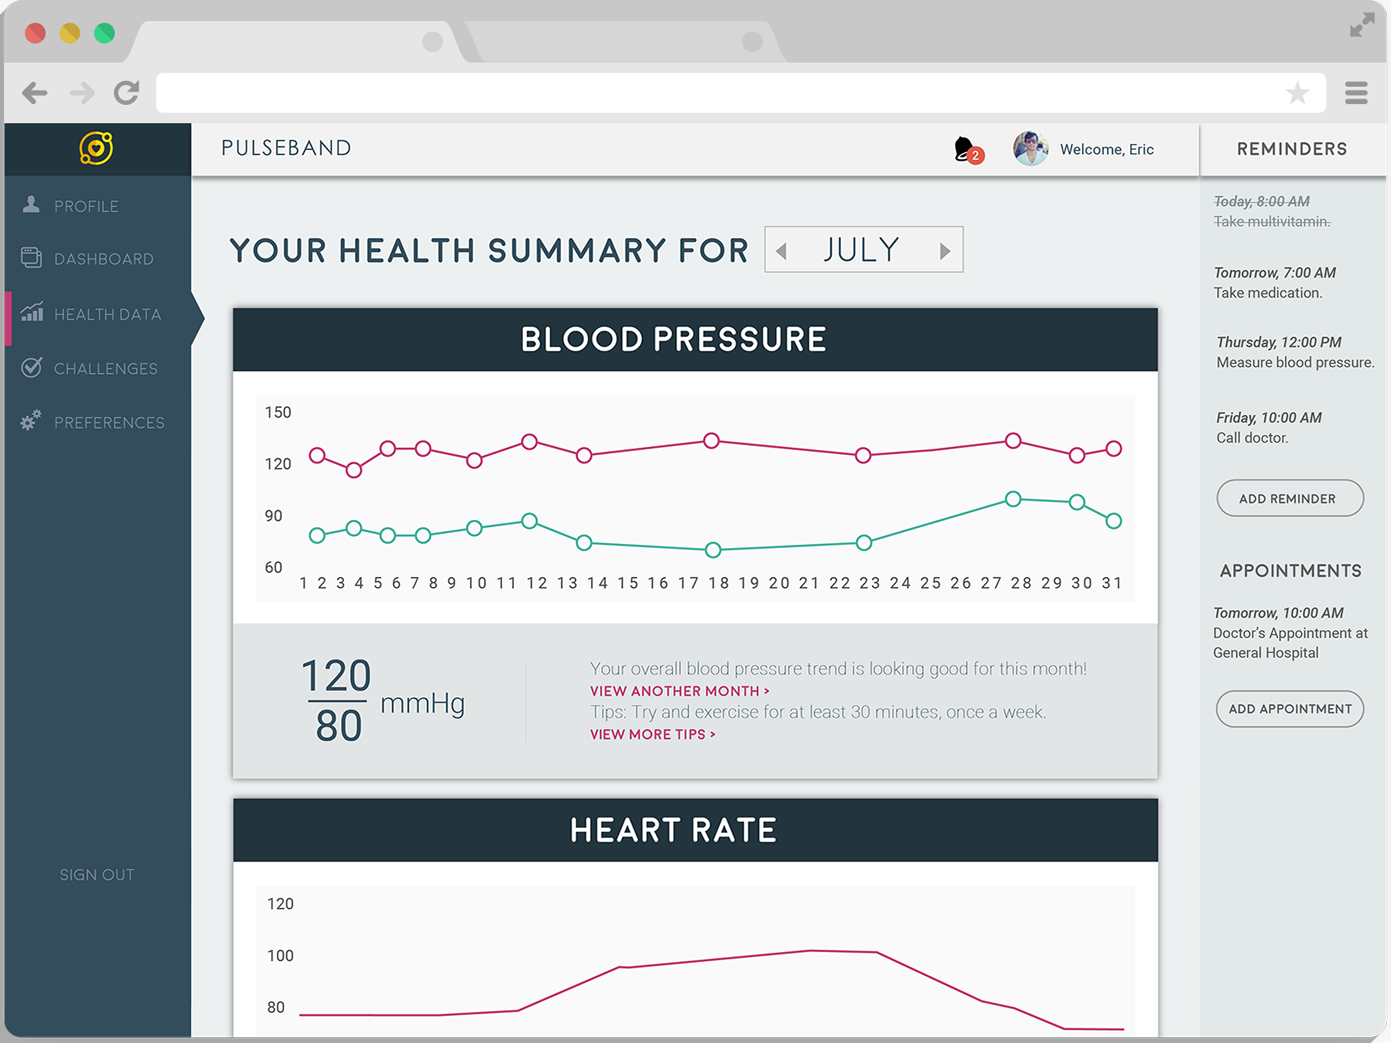 PULSEBAND
2
Welcome, Eric
REMINDERS
PROFILE
DASHBOARD
HEALTH DATA
CHALLENGES
PREFERENCES
SIGN OUT
YOUR HEALTH SUMMARY FOR
JULY
BLOOD PRESSURE
150
120
90
60
1 2 3 4 5 6 7 8 9 10 11 12 13 14 15 16 17 18 19 20 21 22 23 24 25 26 27 28 29 30 31
120
80
mmHg
Your overall blood pressure trend is looking good for this month!
VIEW ANOTHER MONTH >
Tips: Try and exercise for at least 30 minutes, once a week.
VIEW MORE TIPS >
HEART RATE
120
100
80
Today, 8:00 AM
Take multivitamin.
Tomorrow, 7:00 AM
Take medication.
Thursday, 12:00 PM
Measure blood pressure.
Friday, 10:00 AM
Call doctor.
ADD REMINDER
APPOINTMENTS
Tomorrow, 10:00 AM
Doctor's Appointment at
General Hospital
ADD APPOINTMENT